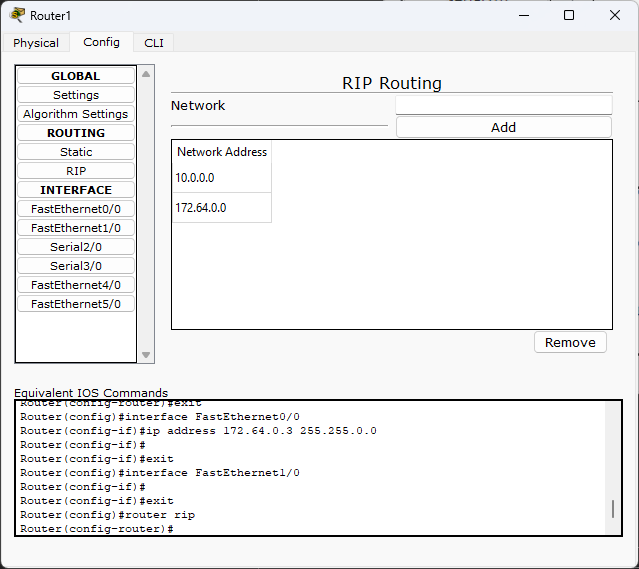 Router1
Physical
Config
CLI
GLOBAL
Settings
Algorithm Settings
ROUTING
Static
RIP
INTERFACE
FastEthernet0/0
FastEthernet1/0
Serial2/0
Serial3/0
FastEthernet4/0
FastEthernet5/0
RIP Routing
Network
Add
Network Address
10.0.0.0
172.64.0.0
Remove
Equivalent IOS Commands
Router(config-router)#exit
Router(config)#interface FastEthernet0/0
Router(config-if)#ip address 172.64.0.3 255.255.0.0
Router(config-if)#
Router(config-if)#exit
Router(config)#interface FastEthernet1/0
Router(config-if)#
Router(config-if)#exit
Router(config)#router rip
Router(config-router)#